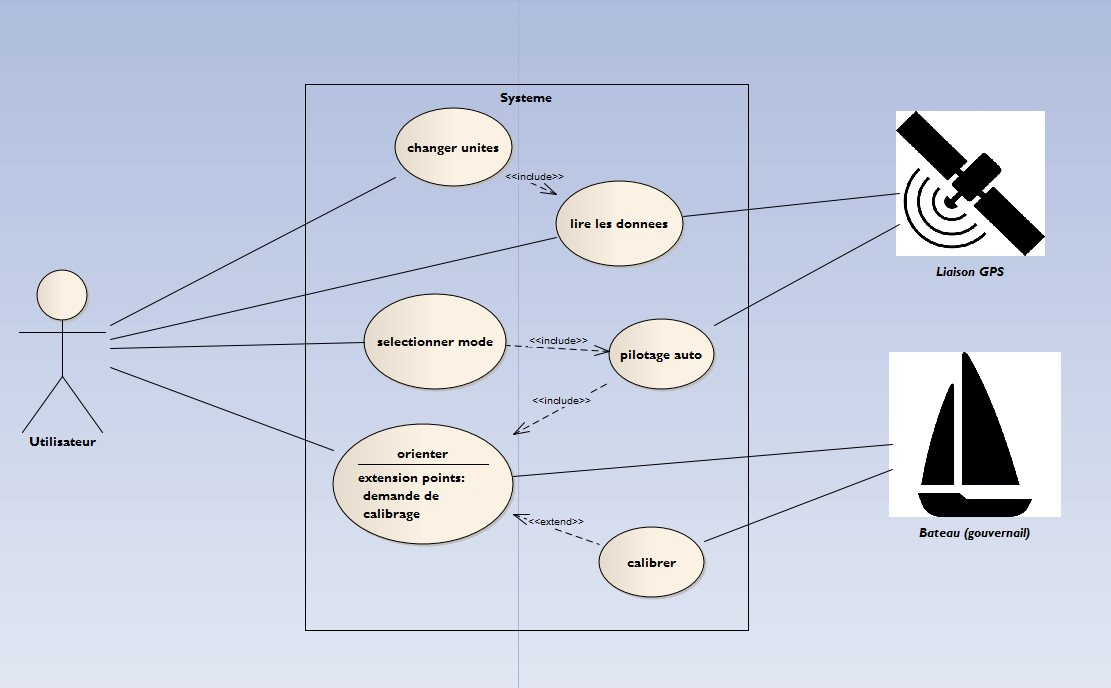 Systeme
changer unites
<<include>>
lire les donnees
Liaison GPS
selectionner mode
<<include>>
pilotage auto
<<include>>
Utilisateur
orienter
extension points:
demande de
calibrage
<<extend>>
calibrer
Bateau (gouvernail)